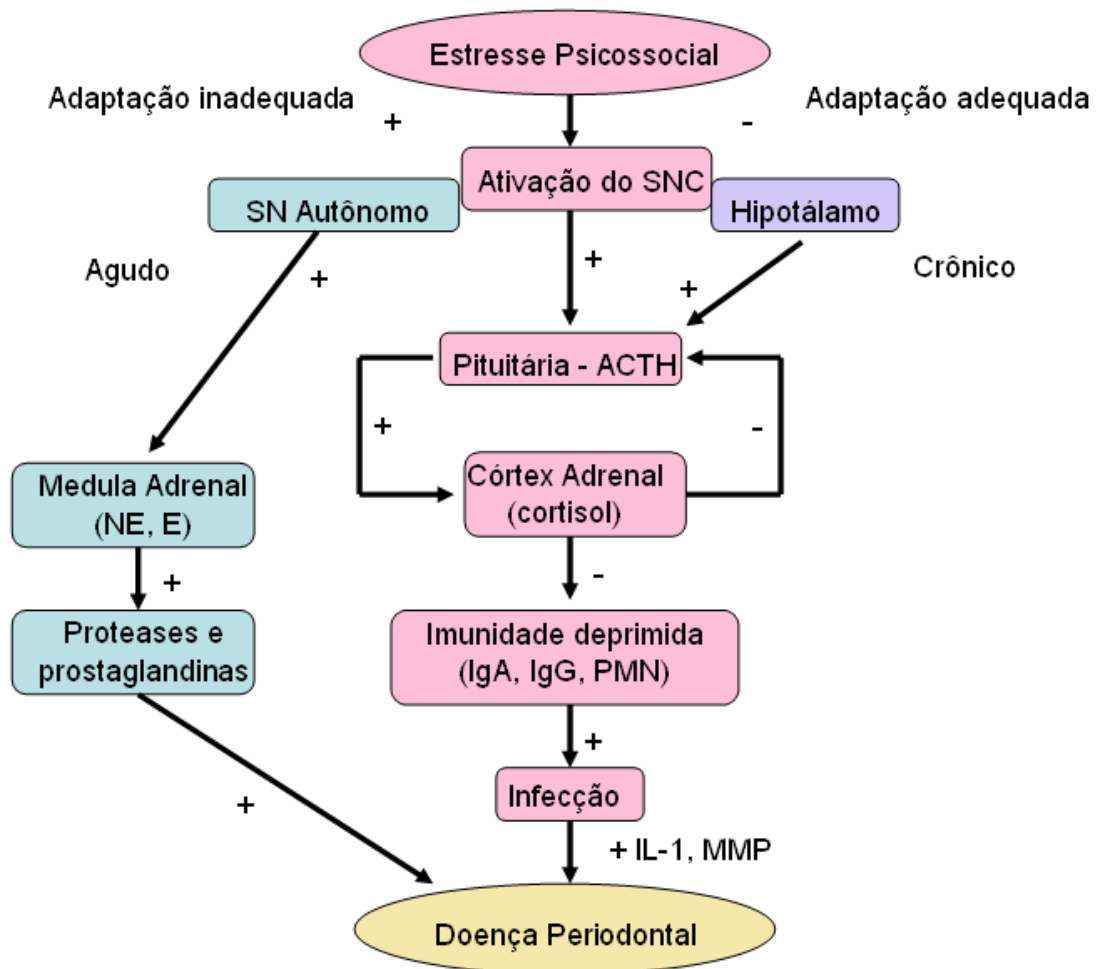 Estresse Psicossocial
Adaptação inadequada
+
-
Adaptação adequada
Ativação do SNC
SN Autônomo
Hipotálamo
Agudo
+
+
+
Crônico
Pituitária - ACTH
+
-
Medula Adrenal
(NE, E)
Córtex Adrenal
(cortisol)
+
-
Proteases e
prostaglandinas
Imunidade deprimida
(IgA, IgG, PMN)
+
Infecção
+
+ IL-1, MMP
Doença Periodontal